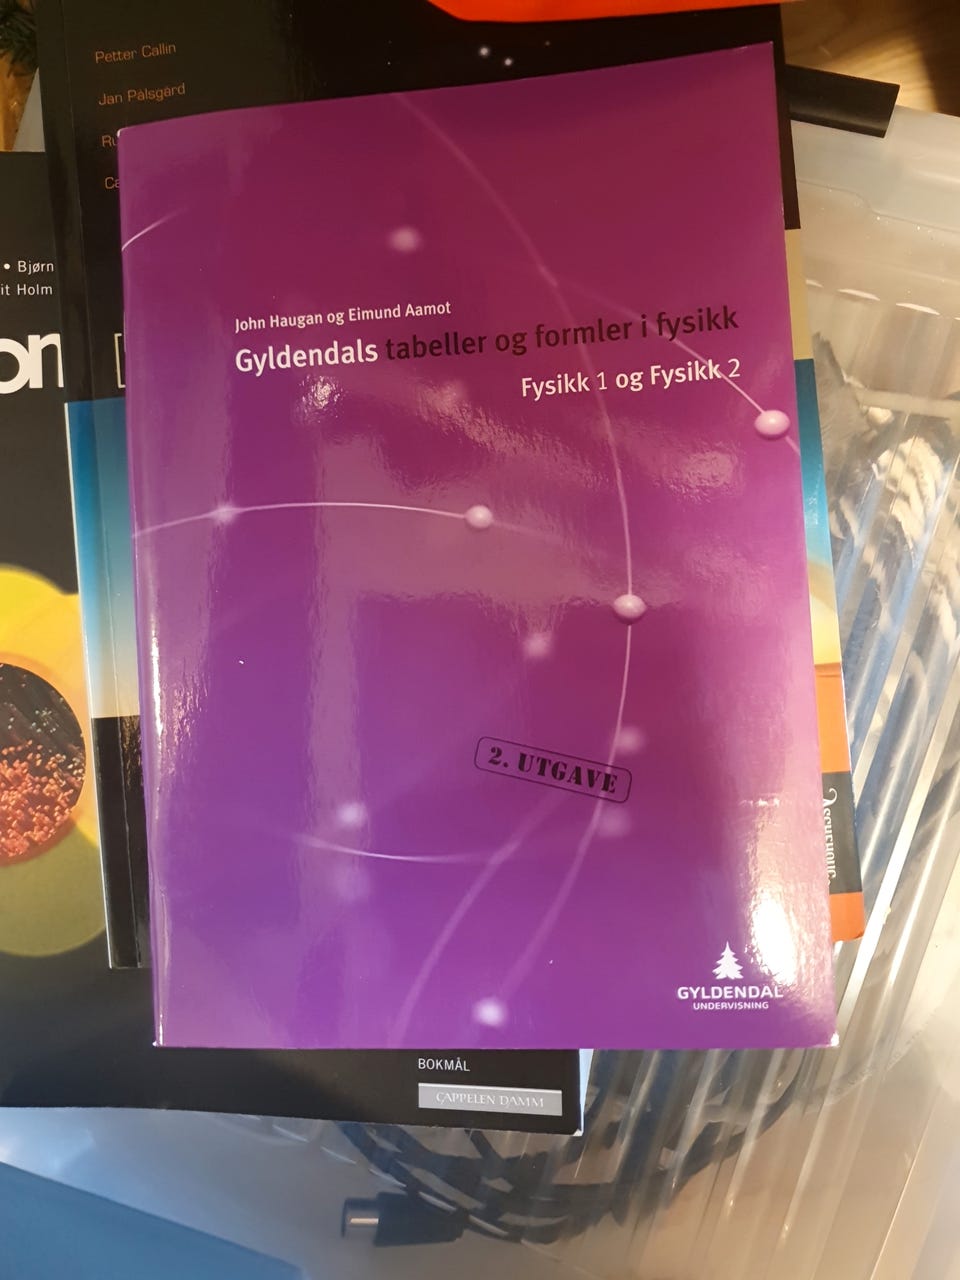 Petter Callin
Jan Pålsgård
• Bjørn
it Holm
John Haugan og Eimund Aamot
Gyldendals tabeller og formler i fysikk
Fysikk 1 og Fysikk 2
2. UTGAVE
GYLDENDAL
UNDERVISNING
BOKMÅL
CAPPELEN DAMM